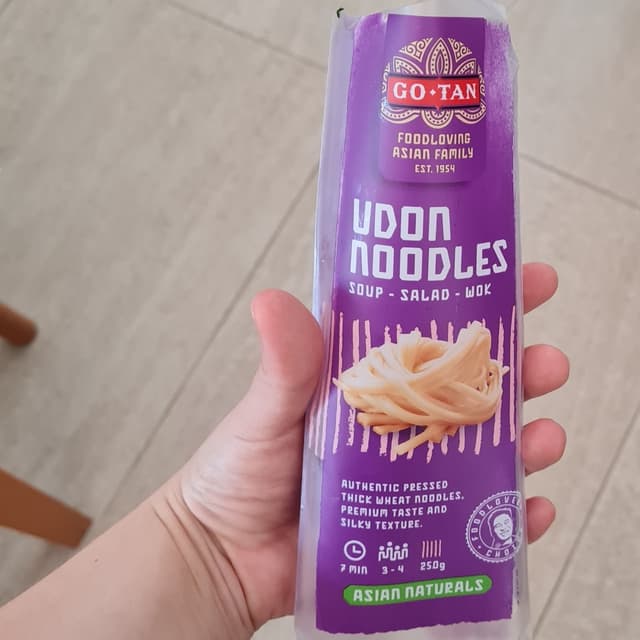 GO-TAN
FOODLOVING
ASIAN FAMILY
EST. 1954
UDON
NOODLES
SOUP - SALAD - WOK
AUTHENTIC PRESSED
THICK WHEAT NOODLES,
PREMIUM TASTE AND
SILKY TEXTURE.
7 MIN 3 - 4 250g
ASIAN NATURALS